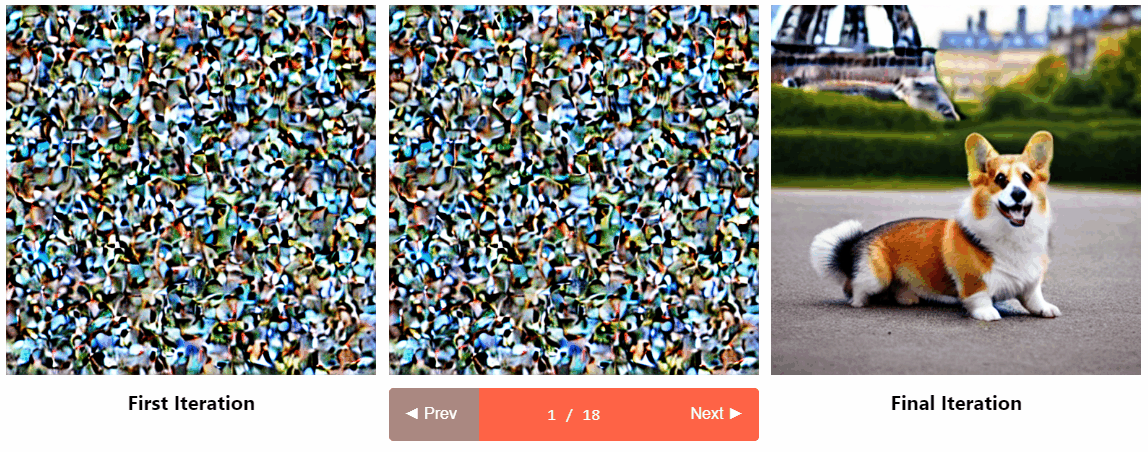 First Iteration
◄ Prev
1 / 18
Next ►
Final Iteration